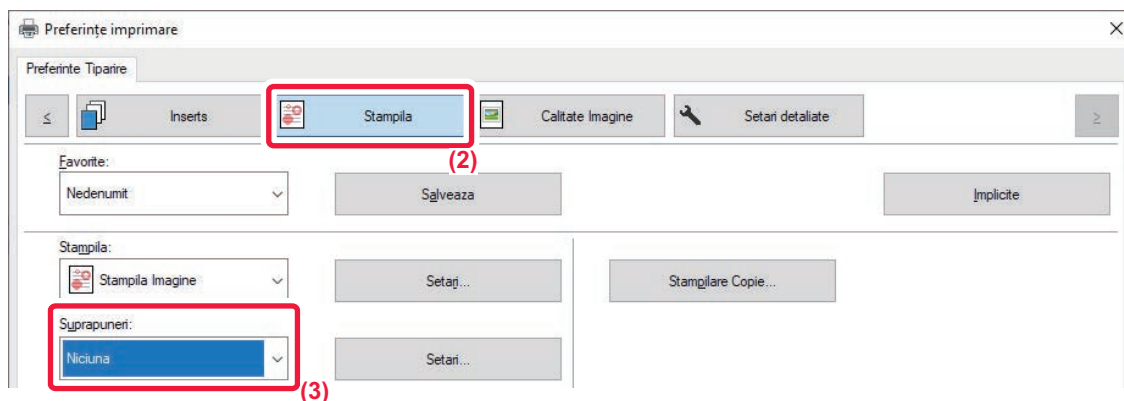 Preferințe imprimare
Preferinte Tiparire
≤ Inserts Stampila Calitate Imagine Setari detaliate ≥
(2)
Favorite:
Nedenumit Salveaza Implicite
Stampila:
Stampila Imagine Setari... Stampilare Copie...
Suprapuneri:
Niciuna Setari...
(3)